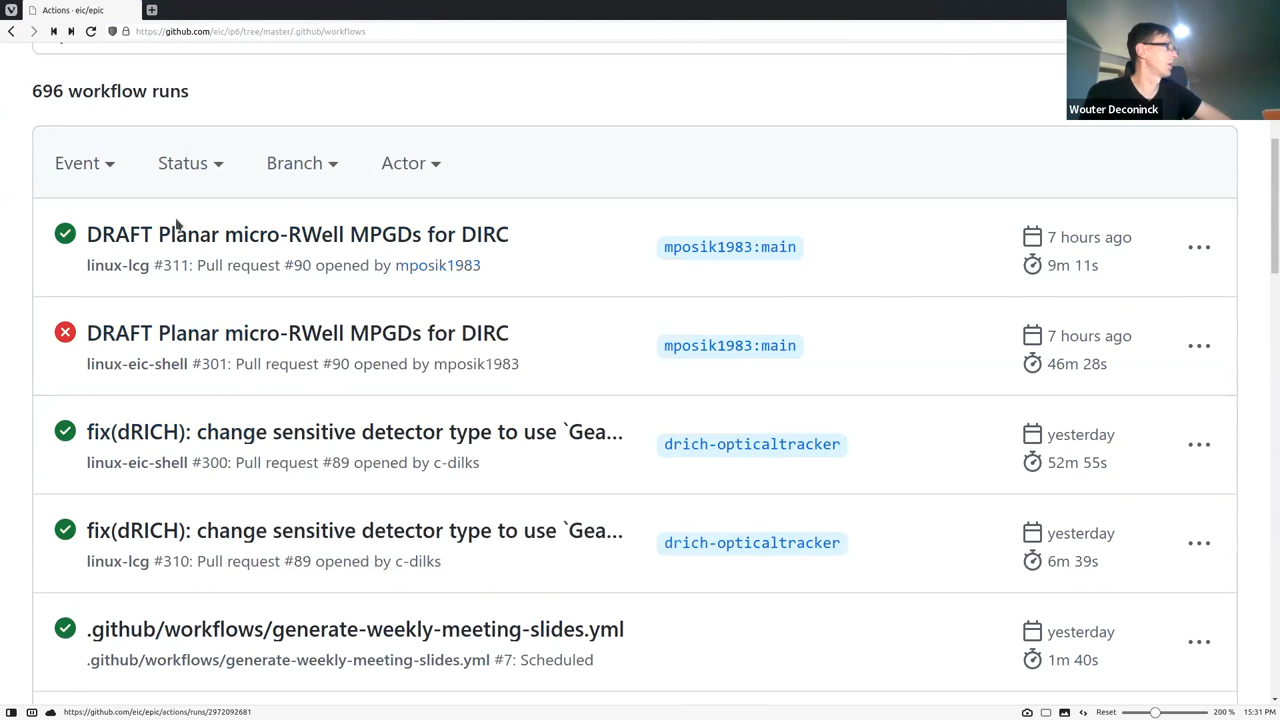 Actions · eic/epic
https://github.com/eic/ip6/tree/master/.github/workflows
696 workflow runs
Wouter Deconinck
Event Status Branch Actor
DRAFT Planar micro-RWell MPGDs for DIRC
linux-lcg #311: Pull request #90 opened by mposik1983
mposik1983:main
7 hours ago
9m 11s
DRAFT Planar micro-RWell MPGDs for DIRC
linux-eic-shell #301: Pull request #90 opened by mposik1983
mposik1983:main
7 hours ago
46m 28s
fix(dRICH): change sensitive detector type to use `Gea...
linux-eic-shell #300: Pull request #89 opened by c-dilks
drich-opticaltracker
yesterday
52m 55s
fix(dRICH): change sensitive detector type to use `Gea...
linux-lcg #310: Pull request #89 opened by c-dilks
drich-opticaltracker
yesterday
6m 39s
.github/workflows/generate-weekly-meeting-slides.yml
.github/workflows/generate-weekly-meeting-slides.yml #7: Scheduled
yesterday
1m 40s
https://github.com/eic/epic/actions/runs/2972092681
Reset 200 % 15:31 PM